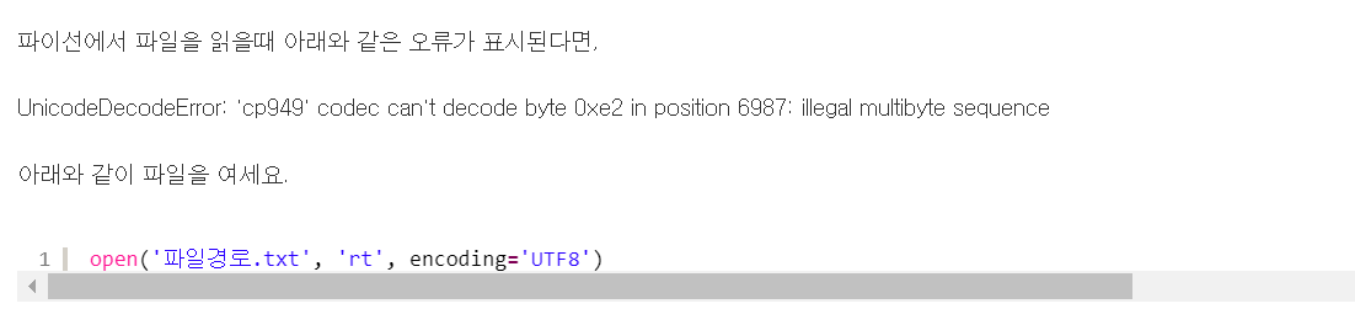 파이선에서 파일을 읽을때 아래와 같은 오류가 표시된다면,
UnicodeDecodeError: 'cp949' codec can't decode byte 0xe2 in position 6987: illegal multibyte sequence
아래와 같이 파일을 여세요.
1 open('파일경로.txt', 'rt', encoding='UTF8')